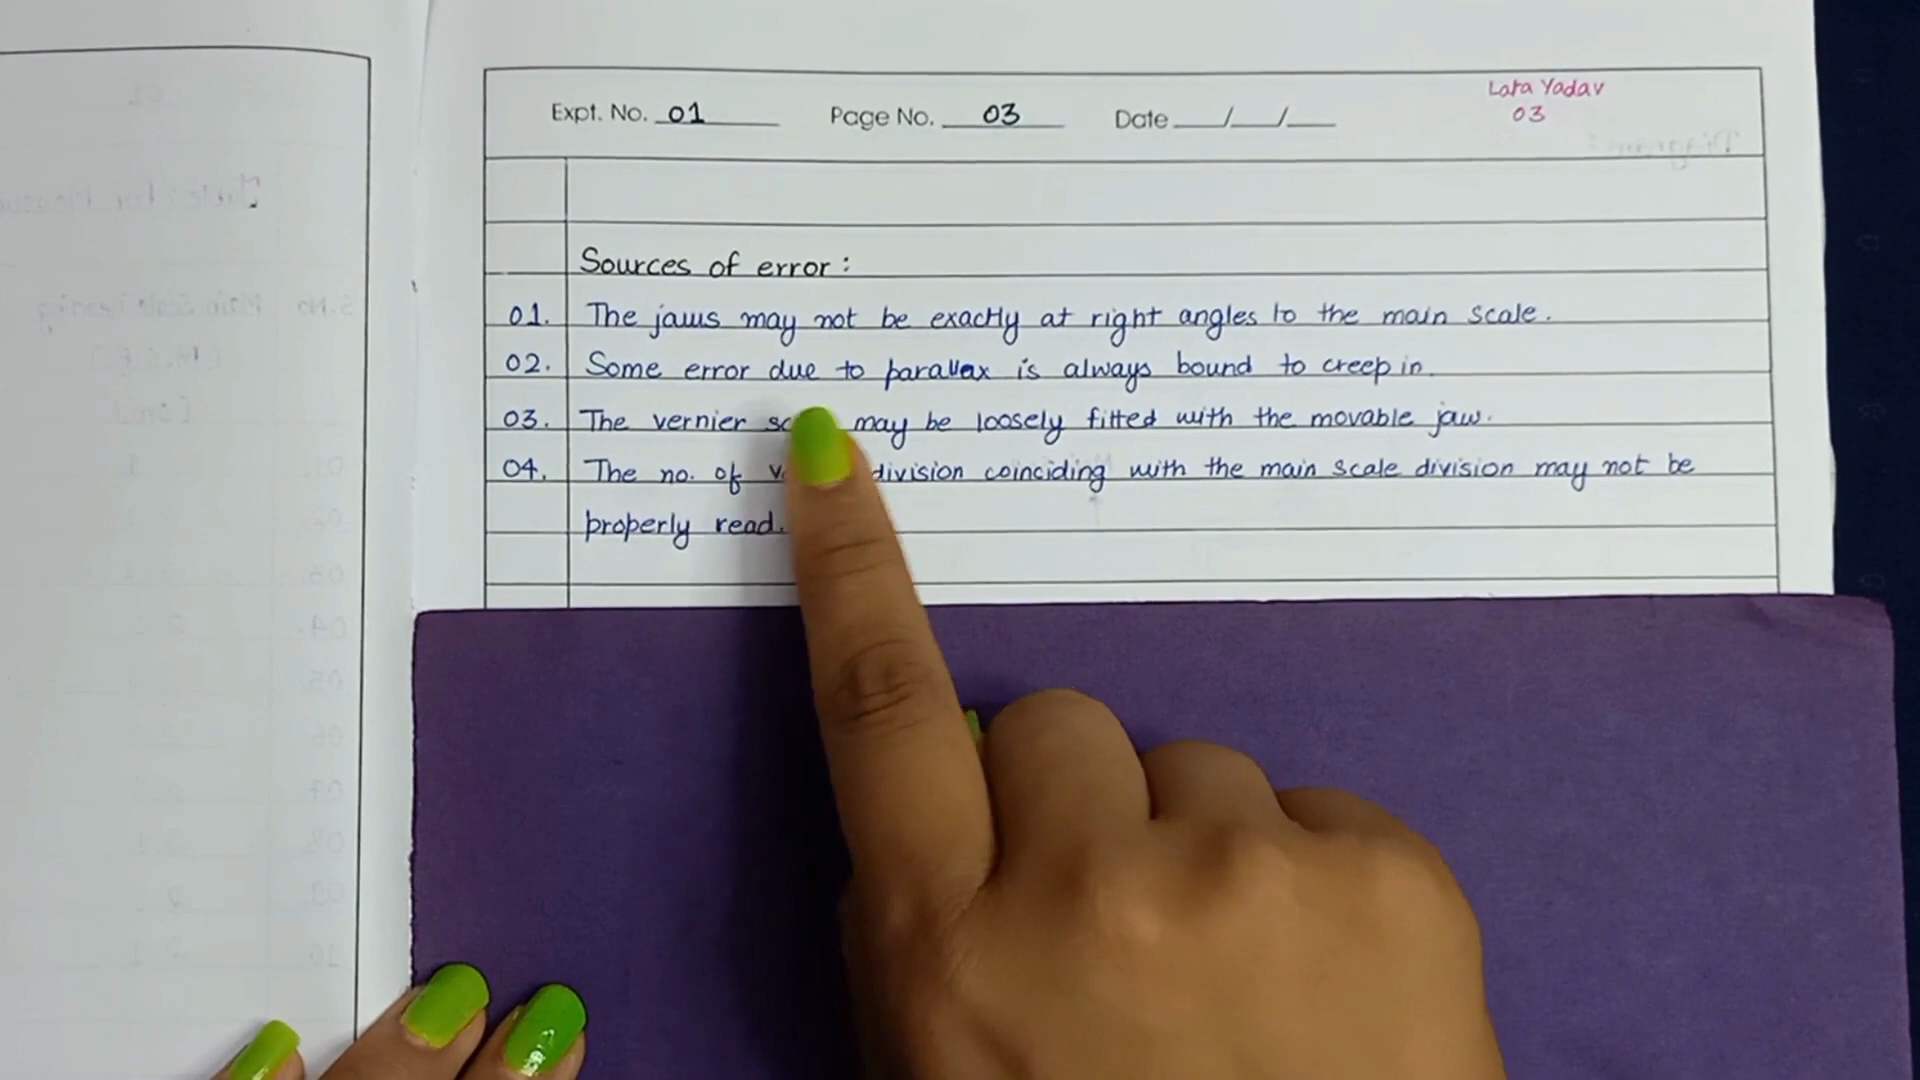 Expt. No. 01 Page No. 03 Date / /
Lata Yadav
03
Sources of error:
01. The jaws may not be exactly at right angles to the main scale.
02. Some error due to parallax is always bound to creep in.
03. The vernier may be loosely fitted with the movable jaw.
04. The no. of division coinciding with the main scale division may not be
properly read.